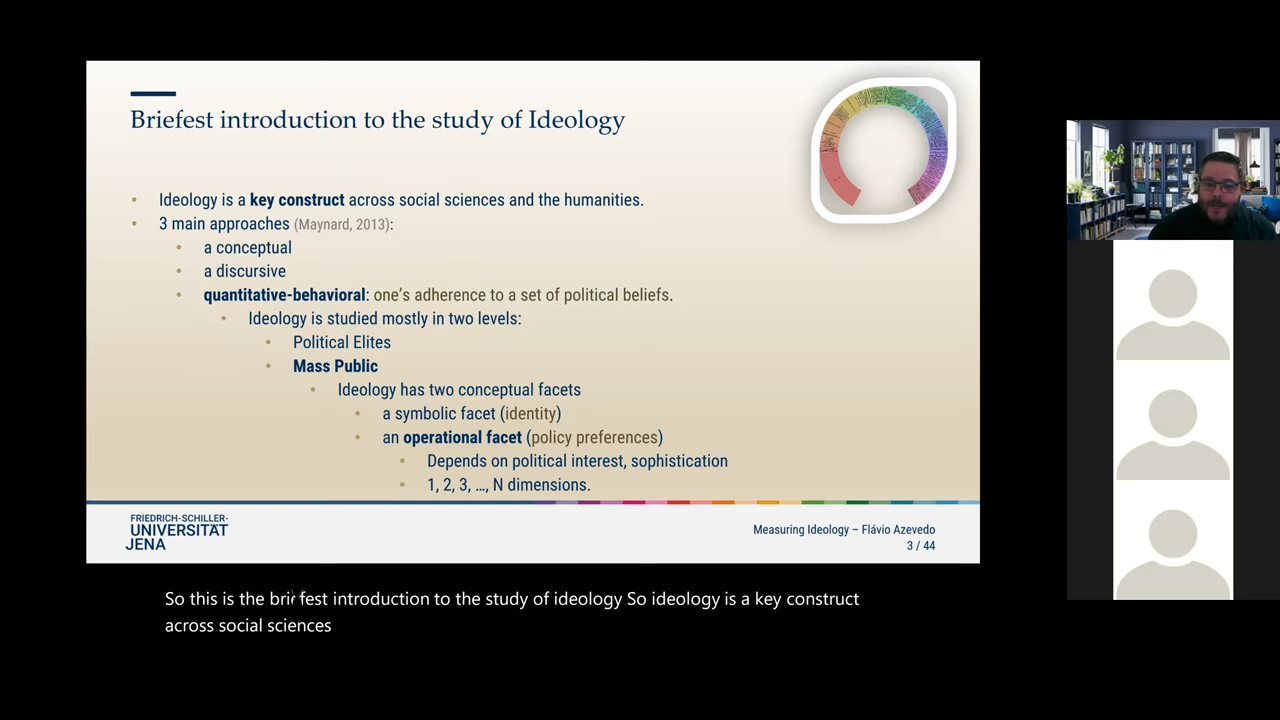 Briefest introduction to the study of Ideology
Ideology is a key construct across social sciences and the humanities.
3 main approaches (Maynard, 2013):
a conceptual
a discursive
quantitative-behavioral: one's adherence to a set of political beliefs.
Ideology is studied mostly in two levels:
Political Elites
Mass Public
Ideology has two conceptual facets
a symbolic facet (identity)
an operational facet (policy preferences)
Depends on political interest, sophistication
1, 2, 3, …, N dimensions.
FRIEDRICH-SCHILLER-
UNIVERSITÄT
JENA
Measuring Ideology – Flávio Azevedo
3 / 44
So this is the briefest introduction to the study of ideology So ideology is a key construct
across social sciences